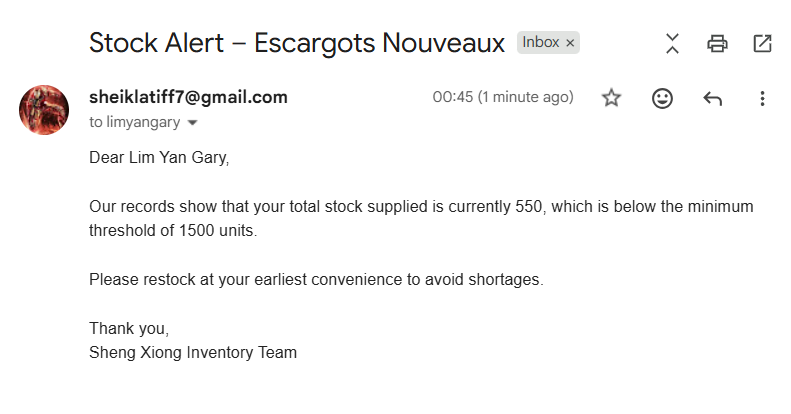 Stock Alert – Escargots Nouveaux Inbox ×
sheiklatiff7@gmail.com 00:45 (1 minute ago)
to limyangary
Dear Lim Yan Gary,
Our records show that your total stock supplied is currently 550, which is below the minimum
threshold of 1500 units.
Please restock at your earliest convenience to avoid shortages.
Thank you,
Sheng Xiong Inventory Team